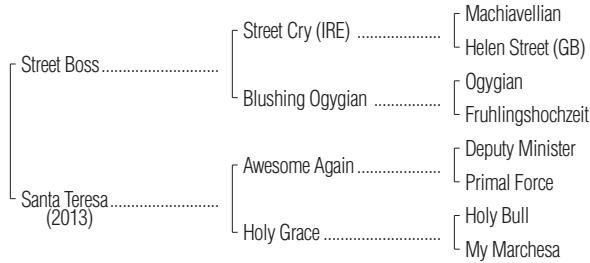 Machiavellian
Street Cry (IRE) ..................
Helen Street (GB)
Street Boss.........................
Ogygian
Blushing Ogygian ..............
Fruhlingshochzeit
Deputy Minister
Awesome Again ..................
Primal Force
Santa Teresa.......................
(2013)
Holy Bull
Holy Grace .........................
My Marchesa